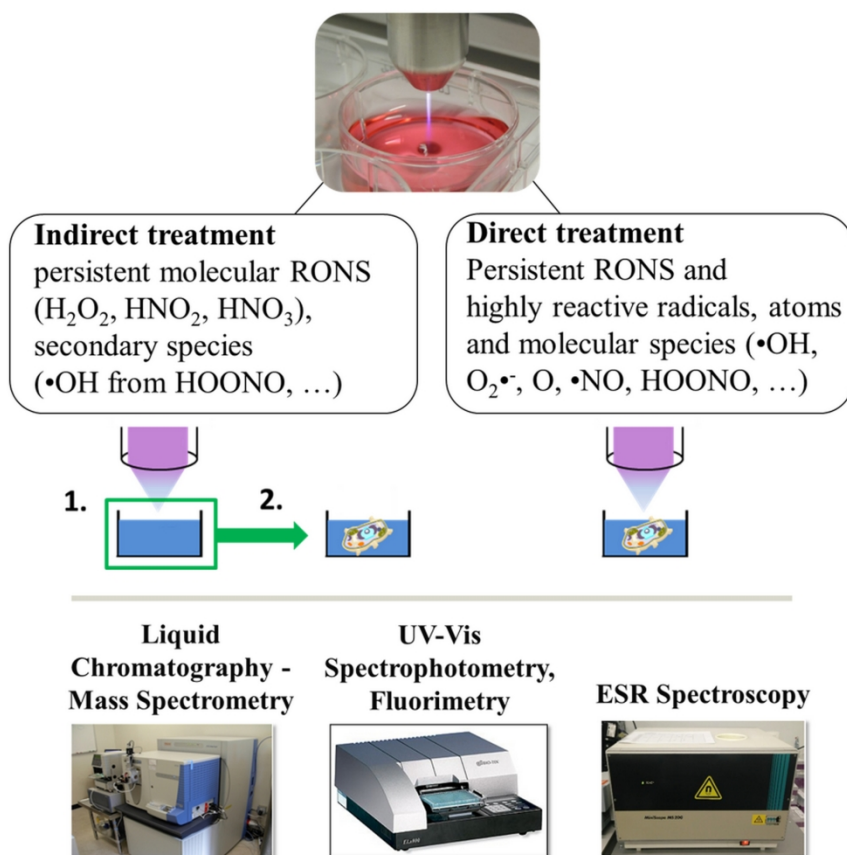 Indirect treatment
persistent molecular RONS
(H₂O₂, HNO₂, HNO₃),
secondary species
(•OH from HOONO, …)
Direct treatment
Persistent RONS and
highly reactive radicals, atoms
and molecular species (•OH,
O₂•⁻, O, •NO, HOONO, …)
1.
2.
Liquid
Chromatography -
Mass Spectrometry
UV-Vis
Spectrophotometry,
Fluorimetry
ESR Spectroscopy